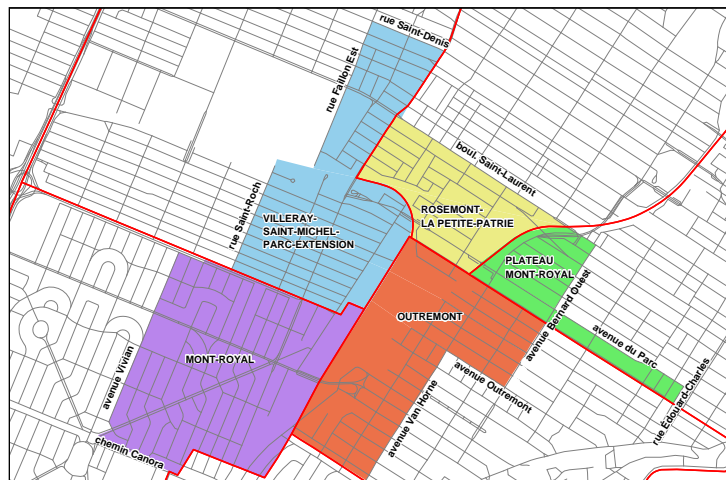 rue Saint-Denis
rue Faillon Est
boul. Saint-Laurent
rue Saint-Roch
ROSEMONT-
LA PETITE-PATRIE
VILLERAY-
SAINT-MICHEL-
PARC-EXTENSION
PLATEAU
MONT-ROYAL
avenue Bernard Ouest
OUTREMONT
avenue du Parc
MONT-ROYAL
avenue Vivian
avenue Outremont
rue Édouard-Charles
avenue Van Horne
chemin Canora